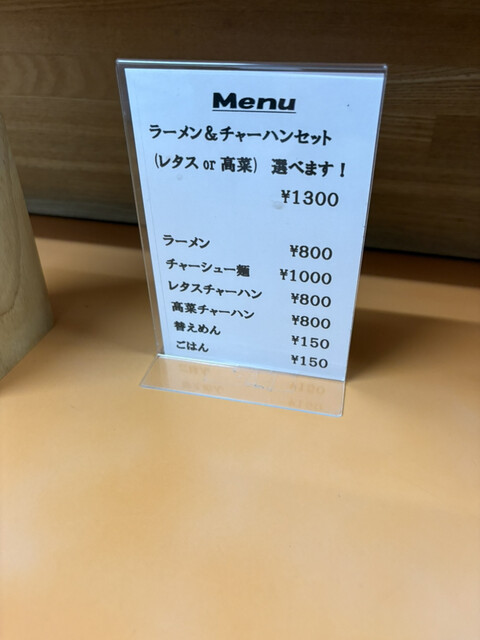 Menu
ラーメン&チャーハンセット
(レタス or 高菜) 選べます!
¥1300
ラーメン ¥800
チャーシュー麺 ¥1000
レタスチャーハン ¥800
高菜チャーハン ¥800
替えめん ¥150
ごはん ¥150